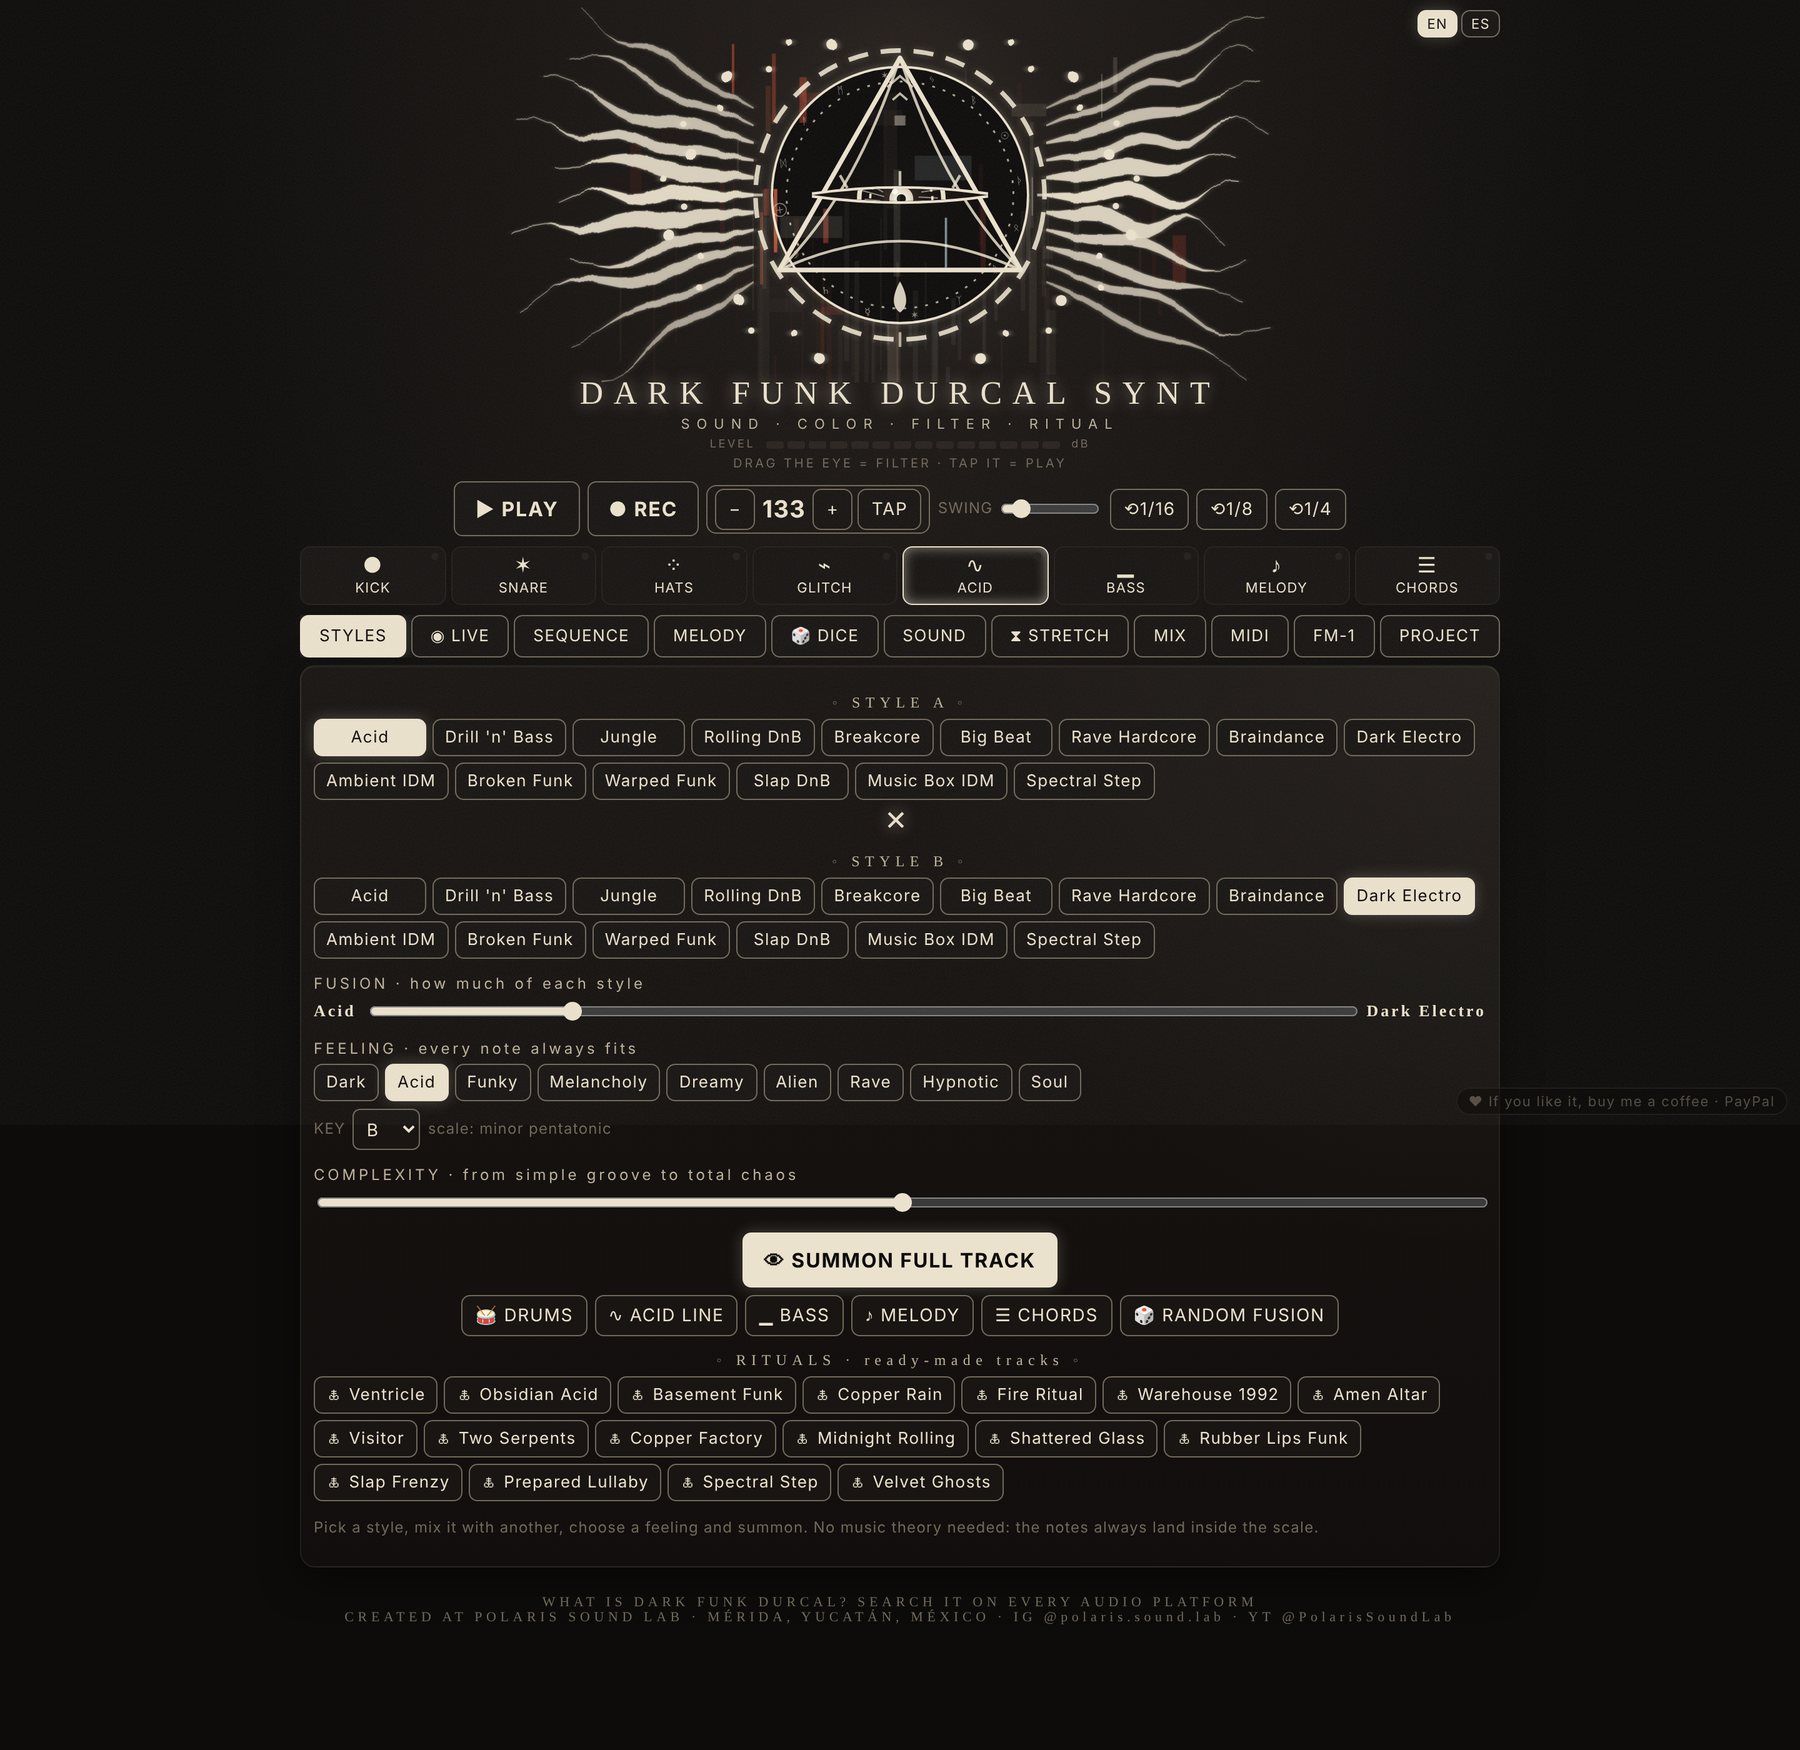 EN ES
DARK FUNK DURCAL SYNT
SOUND · COLOR · FILTER · RITUAL
LEVEL dB
DRAG THE EYE = FILTER · TAP IT = PLAY
▶ PLAY ● REC − 133 + TAP SWING ⟲1/16 ⟲1/8 ⟲1/4
KICK SNARE HATS GLITCH ACID BASS MELODY CHORDS
STYLES ◉ LIVE SEQUENCE MELODY 🎲 DICE SOUND ⧗ STRETCH MIX MIDI FM-1 PROJECT
◦ STYLE A ◦
Acid Drill 'n' Bass Jungle Rolling DnB Breakcore Big Beat Rave Hardcore Braindance Dark Electro
Ambient IDM Broken Funk Warped Funk Slap DnB Music Box IDM Spectral Step
✕
◦ STYLE B ◦
Acid Drill 'n' Bass Jungle Rolling DnB Breakcore Big Beat Rave Hardcore Braindance Dark Electro
Ambient IDM Broken Funk Warped Funk Slap DnB Music Box IDM Spectral Step
FUSION · how much of each style
Acid Dark Electro
FEELING · every note always fits
Dark Acid Funky Melancholy Dreamy Alien Rave Hypnotic Soul
♥ If you like it, buy me a coffee · PayPal
KEY B scale: minor pentatonic
COMPLEXITY · from simple groove to total chaos
👁 SUMMON FULL TRACK
🥁 DRUMS ∿ ACID LINE ▁ BASS ♪ MELODY ☰ CHORDS 🎲 RANDOM FUSION
◦ RITUALS · ready-made tracks ◦
Ventricle Obsidian Acid Basement Funk Copper Rain Fire Ritual Warehouse 1992 Amen Altar
Visitor Two Serpents Copper Factory Midnight Rolling Shattered Glass Rubber Lips Funk
Slap Frenzy Prepared Lullaby Spectral Step Velvet Ghosts
Pick a style, mix it with another, choose a feeling and summon. No music theory needed: the notes always land inside the scale.
WHAT IS DARK FUNK DURCAL? SEARCH IT ON EVERY AUDIO PLATFORM
CREATED AT POLARIS SOUND LAB · MÉRIDA, YUCATÁN, MÉXICO · IG @polaris.sound.lab · YT @PolarisSoundLab